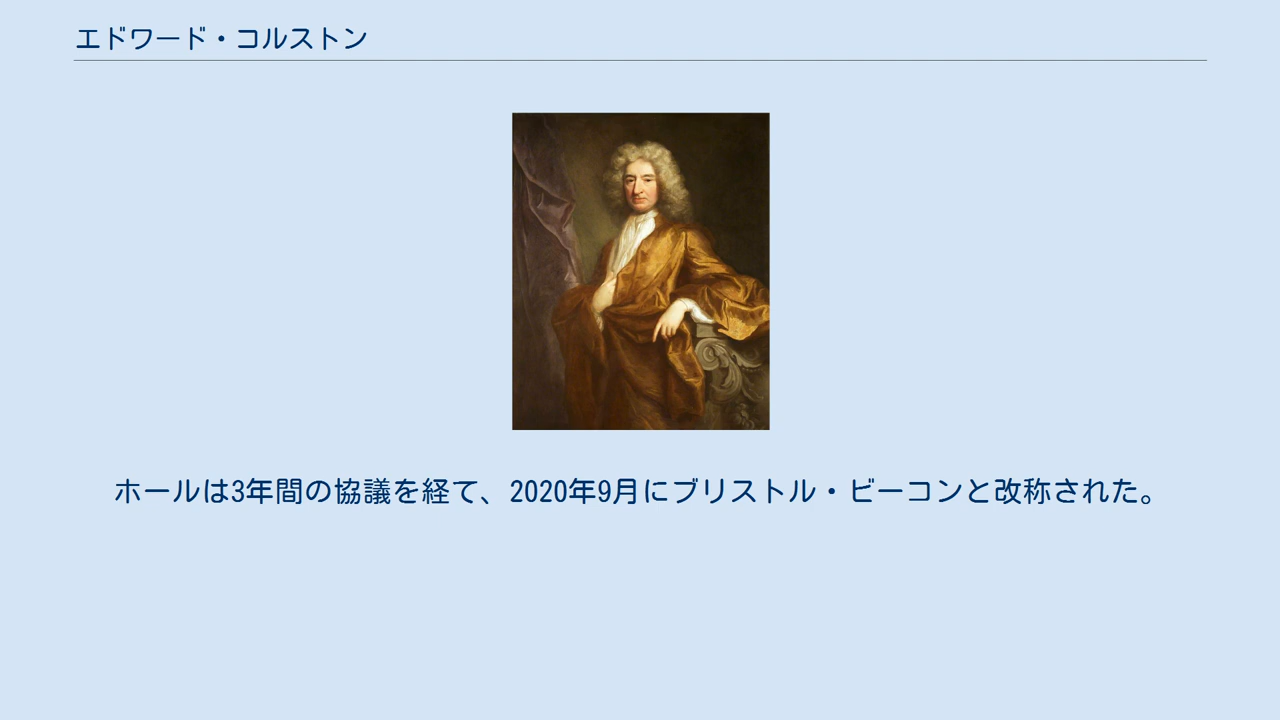 エドワード・コルストン
ホールは3年間の協議を経て、2020年9月にブリストル・ビーコンと改称された。